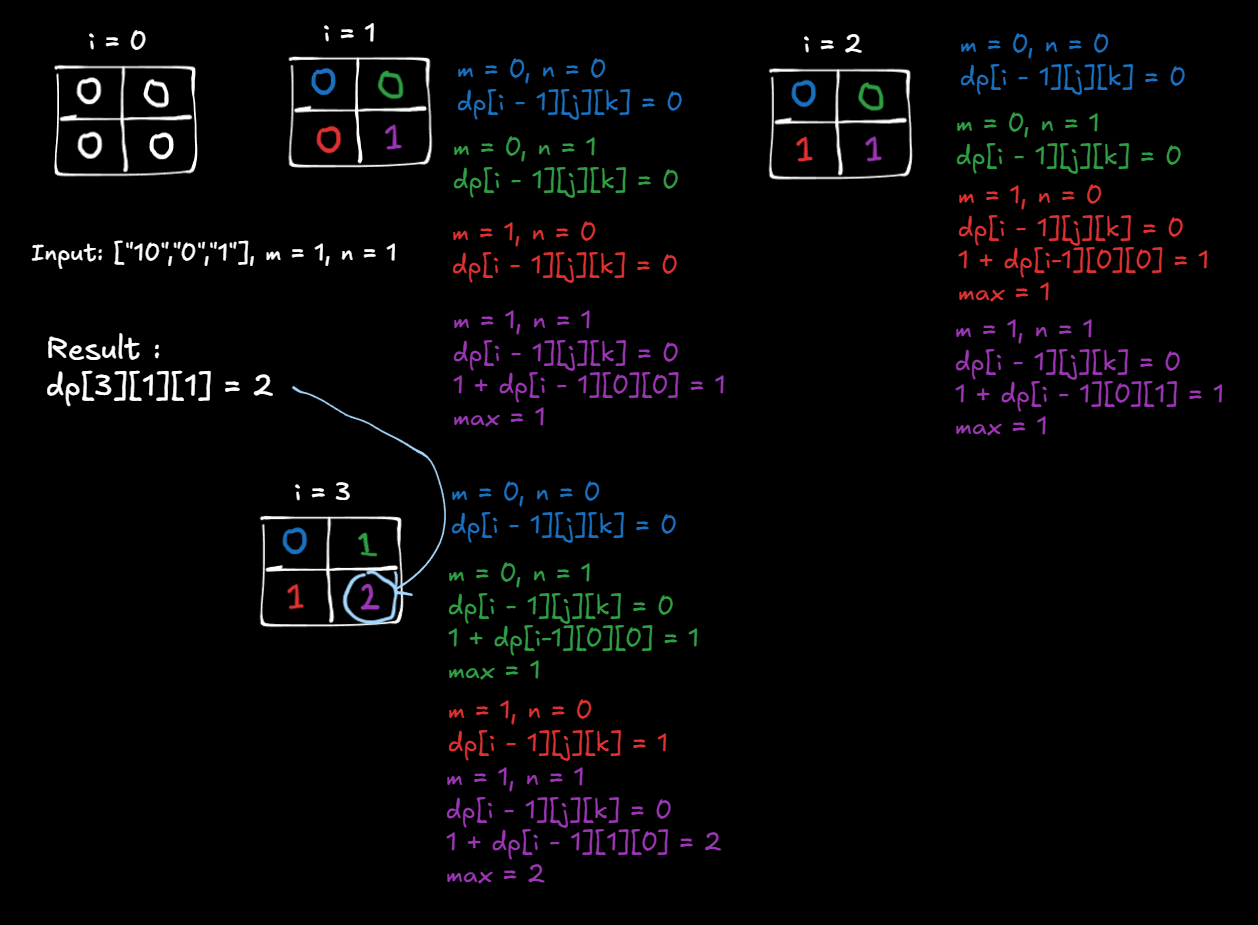 i = 0
0 0
0 0
i = 1
0 0
0 1
m = 0, n = 0
dp[i - 1][j][k] = 0
m = 0, n = 1
dp[i - 1][j][k] = 0
m = 1, n = 0
dp[i - 1][j][k] = 0
m = 1, n = 1
dp[i - 1][j][k] = 0
1 + dp[i - 1][0][0] = 1
max = 1
i = 2
0 0
1 1
m = 0, n = 0
dp[i - 1][j][k] = 0
m = 0, n = 1
dp[i - 1][j][k] = 0
m = 1, n = 0
dp[i - 1][j][k] = 0
1 + dp[i-1][0][0] = 1
max = 1
m = 1, n = 1
dp[i - 1][j][k] = 0
1 + dp[i - 1][0][1] = 1
max = 1
Input: ["10","0","1"], m = 1, n = 1
Result :
dp[3][1][1] = 2
i = 3
0 1
1 2
m = 0, n = 0
dp[i - 1][j][k] = 0
m = 0, n = 1
dp[i - 1][j][k] = 0
1 + dp[i-1][0][0] = 1
max = 1
m = 1, n = 0
dp[i - 1][j][k] = 1
m = 1, n = 1
dp[i - 1][j][k] = 0
1 + dp[i - 1][1][0] = 2
max = 2